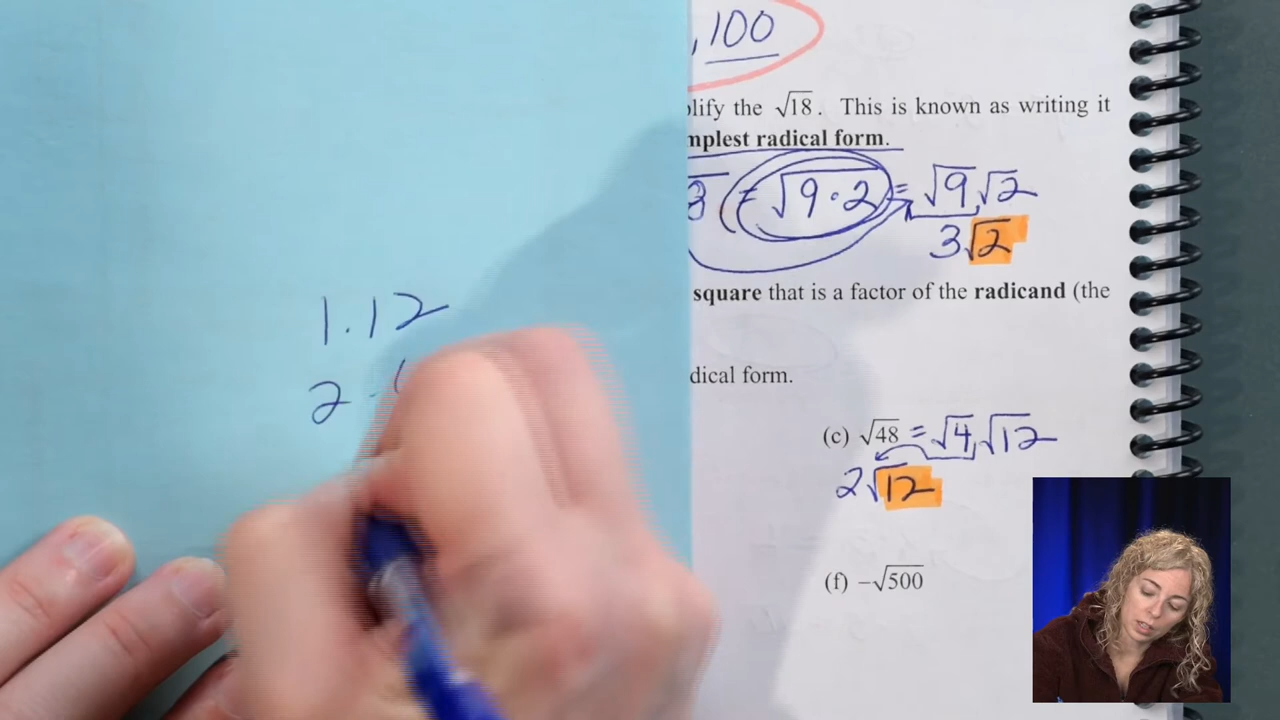 , 100
plify the √18. This is known as writing it
mplest radical form.
= √9·2 = √9 √2
3√2
square that is a factor of the radicand (the
1.12
2.
dical form.
(c) √48 = √4 √12
2√12
(f) −√500